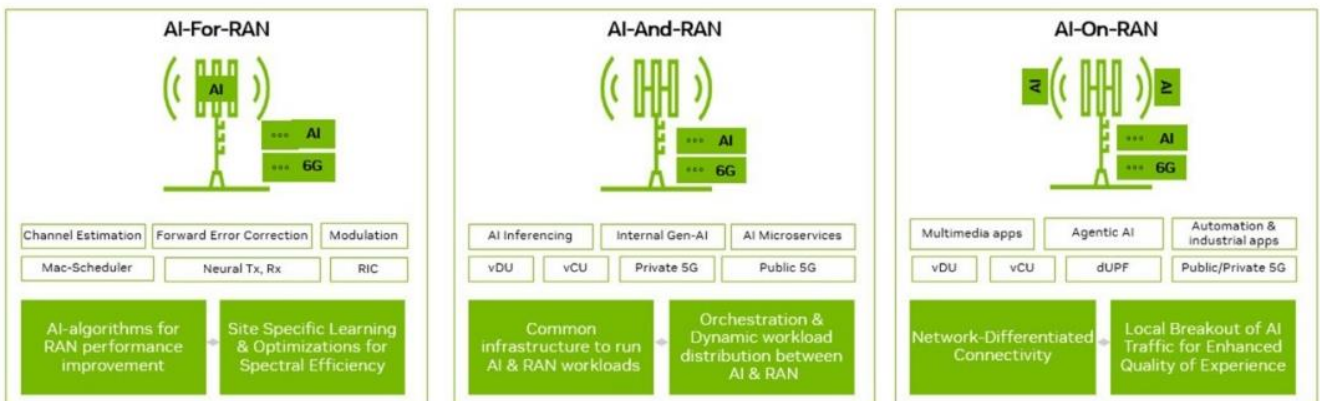 AI-For-RAN
AI
... AI
... 6G
Channel Estimation
Forward Error Correction
Modulation
Mac-Scheduler
Neural Tx, Rx
RIC
AI-algorithms for
RAN performance
improvement
Site Specific Learning
& Optimizations for
Spectral Efficiency
AI-And-RAN
... AI
... 6G
AI Inferencing
Internal Gen-AI
AI Microservices
vDU
vCU
Private 5G
Public 5G
Common
infrastructure to run
AI & RAN workloads
Orchestration &
Dynamic workload
distribution between
AI & RAN
AI-On-RAN
AI
AI
... AI
... 6G
Multimedia apps
Agentic AI
Automation &
industrial apps
vDU
vCU
dUPF
Public/Private 5G
Network-Differentiated
Connectivity
Local Breakout of AI
Traffic for Enhanced
Quality of Experience